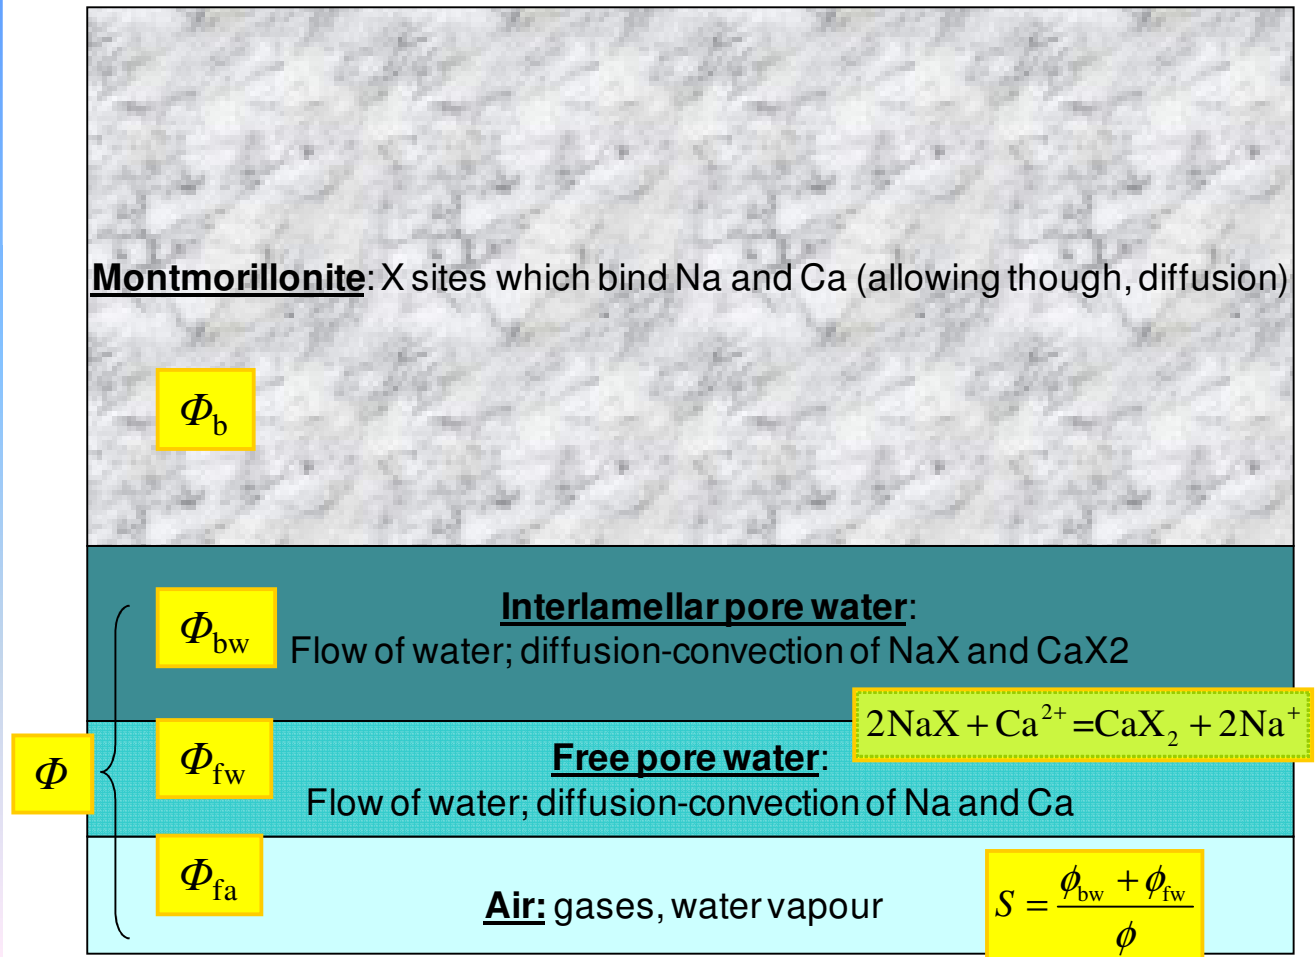 Montmorillonite: X sites which bind Na and Ca (allowing though, diffusion)
Φb
Φbw
Interlamellar pore water:
Flow of water; diffusion-convection of NaX and CaX2
2NaX + Ca²⁺ =CaX₂ + 2Na⁺
Φ
Φfw
Free pore water:
Flow of water; diffusion-convection of Na and Ca
Φfa
Air: gases, water vapour
S = (ϕbw + ϕfw) / ϕ